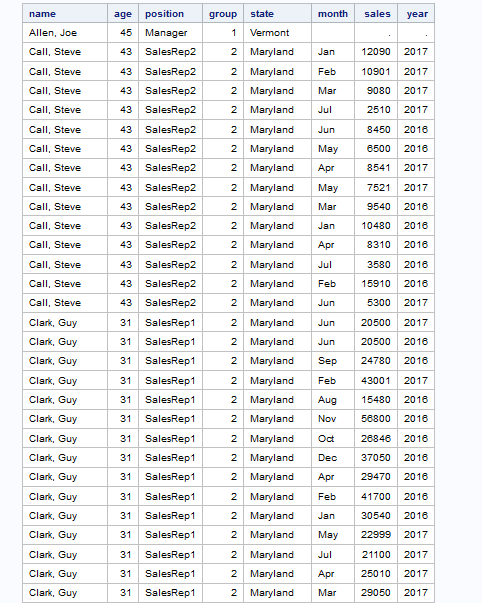 name age position group state month sales year
Allen, Joe 45 Manager 1 Vermont . .
Call, Steve 43 SalesRep2 2 Maryland Jan 12090 2017
Call, Steve 43 SalesRep2 2 Maryland Feb 10901 2017
Call, Steve 43 SalesRep2 2 Maryland Mar 9080 2017
Call, Steve 43 SalesRep2 2 Maryland Jul 2510 2017
Call, Steve 43 SalesRep2 2 Maryland Jun 8450 2016
Call, Steve 43 SalesRep2 2 Maryland May 6500 2016
Call, Steve 43 SalesRep2 2 Maryland Apr 8541 2017
Call, Steve 43 SalesRep2 2 Maryland May 7521 2017
Call, Steve 43 SalesRep2 2 Maryland Mar 9540 2016
Call, Steve 43 SalesRep2 2 Maryland Jan 10480 2016
Call, Steve 43 SalesRep2 2 Maryland Apr 8310 2016
Call, Steve 43 SalesRep2 2 Maryland Jul 3580 2016
Call, Steve 43 SalesRep2 2 Maryland Feb 15910 2016
Call, Steve 43 SalesRep2 2 Maryland Jun 5300 2017
Clark, Guy 31 SalesRep1 2 Maryland Jun 20500 2017
Clark, Guy 31 SalesRep1 2 Maryland Jun 20500 2016
Clark, Guy 31 SalesRep1 2 Maryland Sep 24780 2016
Clark, Guy 31 SalesRep1 2 Maryland Feb 43001 2017
Clark, Guy 31 SalesRep1 2 Maryland Aug 15480 2016
Clark, Guy 31 SalesRep1 2 Maryland Nov 56800 2016
Clark, Guy 31 SalesRep1 2 Maryland Oct 26846 2016
Clark, Guy 31 SalesRep1 2 Maryland Dec 37050 2016
Clark, Guy 31 SalesRep1 2 Maryland Apr 29470 2016
Clark, Guy 31 SalesRep1 2 Maryland Feb 41700 2016
Clark, Guy 31 SalesRep1 2 Maryland Jan 30540 2016
Clark, Guy 31 SalesRep1 2 Maryland May 22999 2017
Clark, Guy 31 SalesRep1 2 Maryland Jul 21100 2017
Clark, Guy 31 SalesRep1 2 Maryland Apr 25010 2017
Clark, Guy 31 SalesRep1 2 Maryland Mar 29050 2017